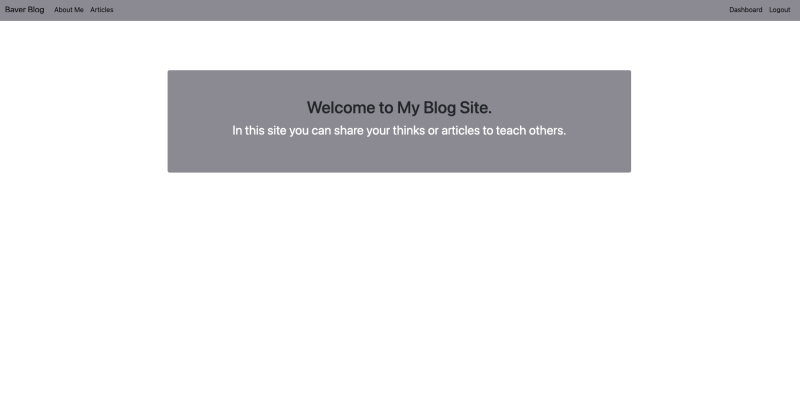 Baver Blog About Me Articles Dashboard Logout
Welcome to My Blog Site.
In this site you can share your thinks or articles to teach others.